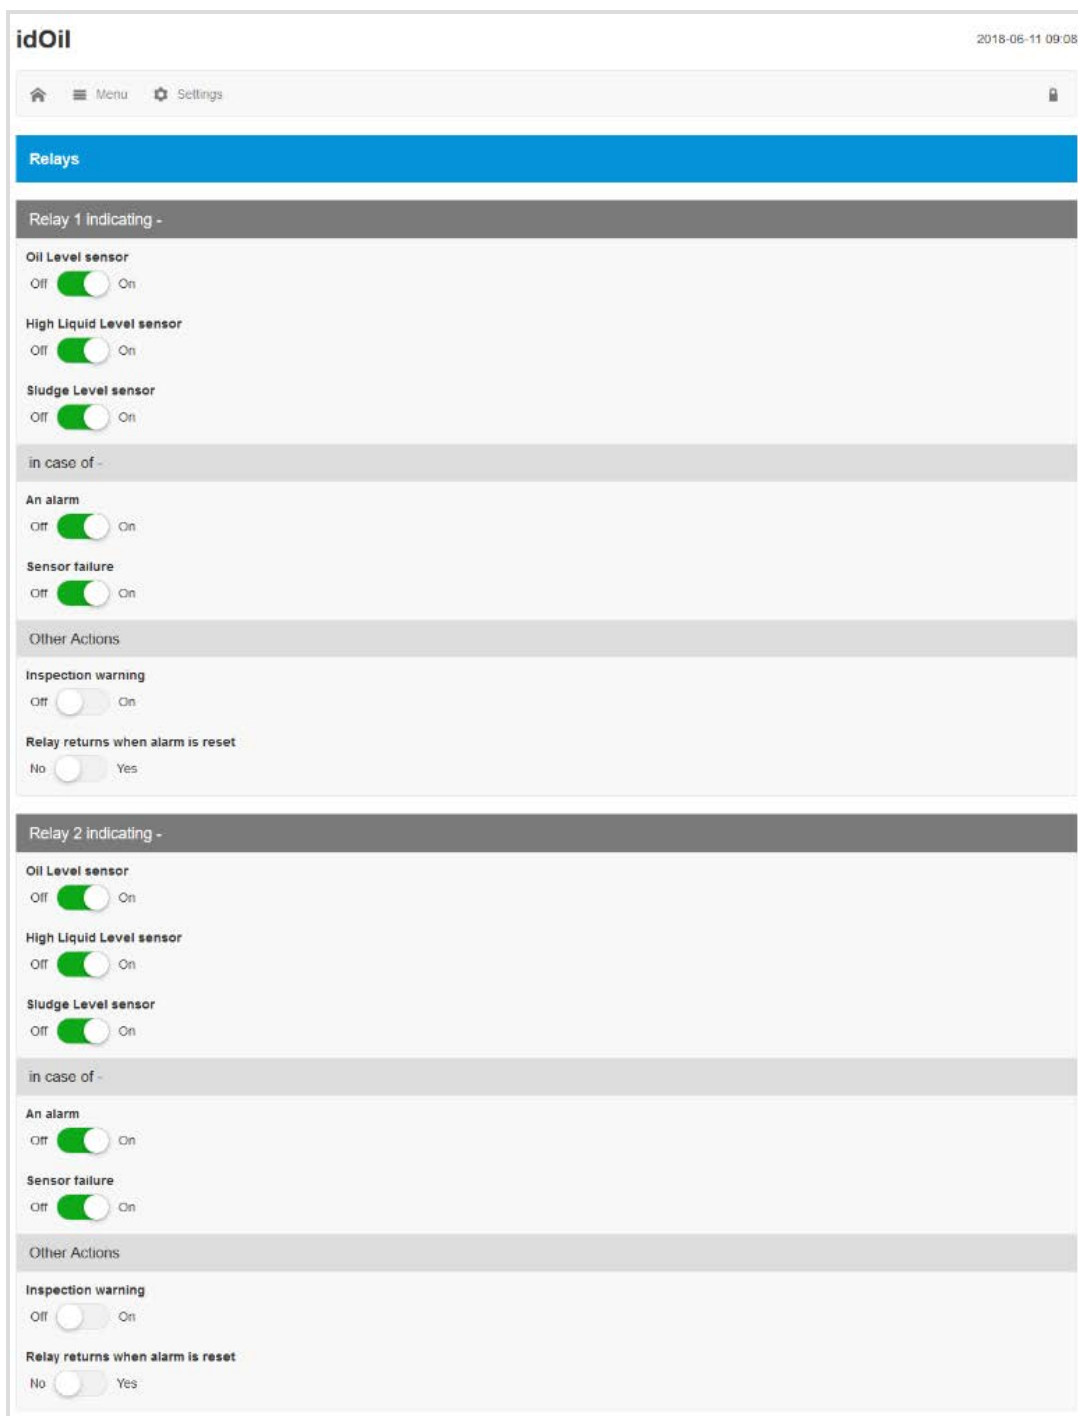 idOil
2018-06-11 09:08
Menu Settings
Relays
Relay 1 indicating -
Oil Level sensor
Off On
High Liquid Level sensor
Off On
Sludge Level sensor
Off On
in case of -
An alarm
Off On
Sensor failure
Off On
Other Actions
Inspection warning
Off On
Relay returns when alarm is reset
No Yes
Relay 2 indicating -
Oil Level sensor
Off On
High Liquid Level sensor
Off On
Sludge Level sensor
Off On
in case of -
An alarm
Off On
Sensor failure
Off On
Other Actions
Inspection warning
Off On
Relay returns when alarm is reset
No Yes